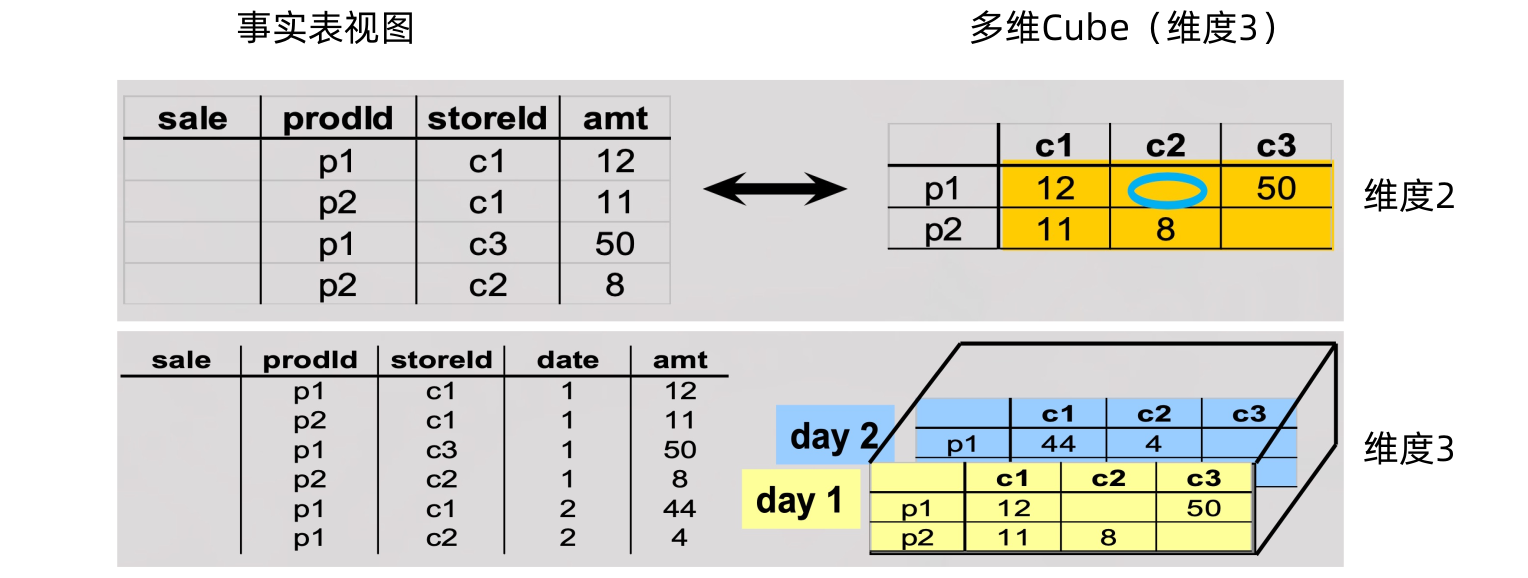 事实表视图
多维Cube（维度3）
sale prodId storeId amt
p1 c1 12
p2 c1 11
p1 c3 50
p2 c2 8
c1 c2 c3
p1 12 50
p2 11 8
维度2
sale prodId storeId date amt
p1 c1 1 12
p2 c1 1 11
p1 c3 1 50
p2 c2 1 8
p1 c1 2 44
p1 c2 2 4
day 2
c1 c2 c3
p1 44 4
day 1
c1 c2 c3
p1 12 50
p2 11 8
维度3